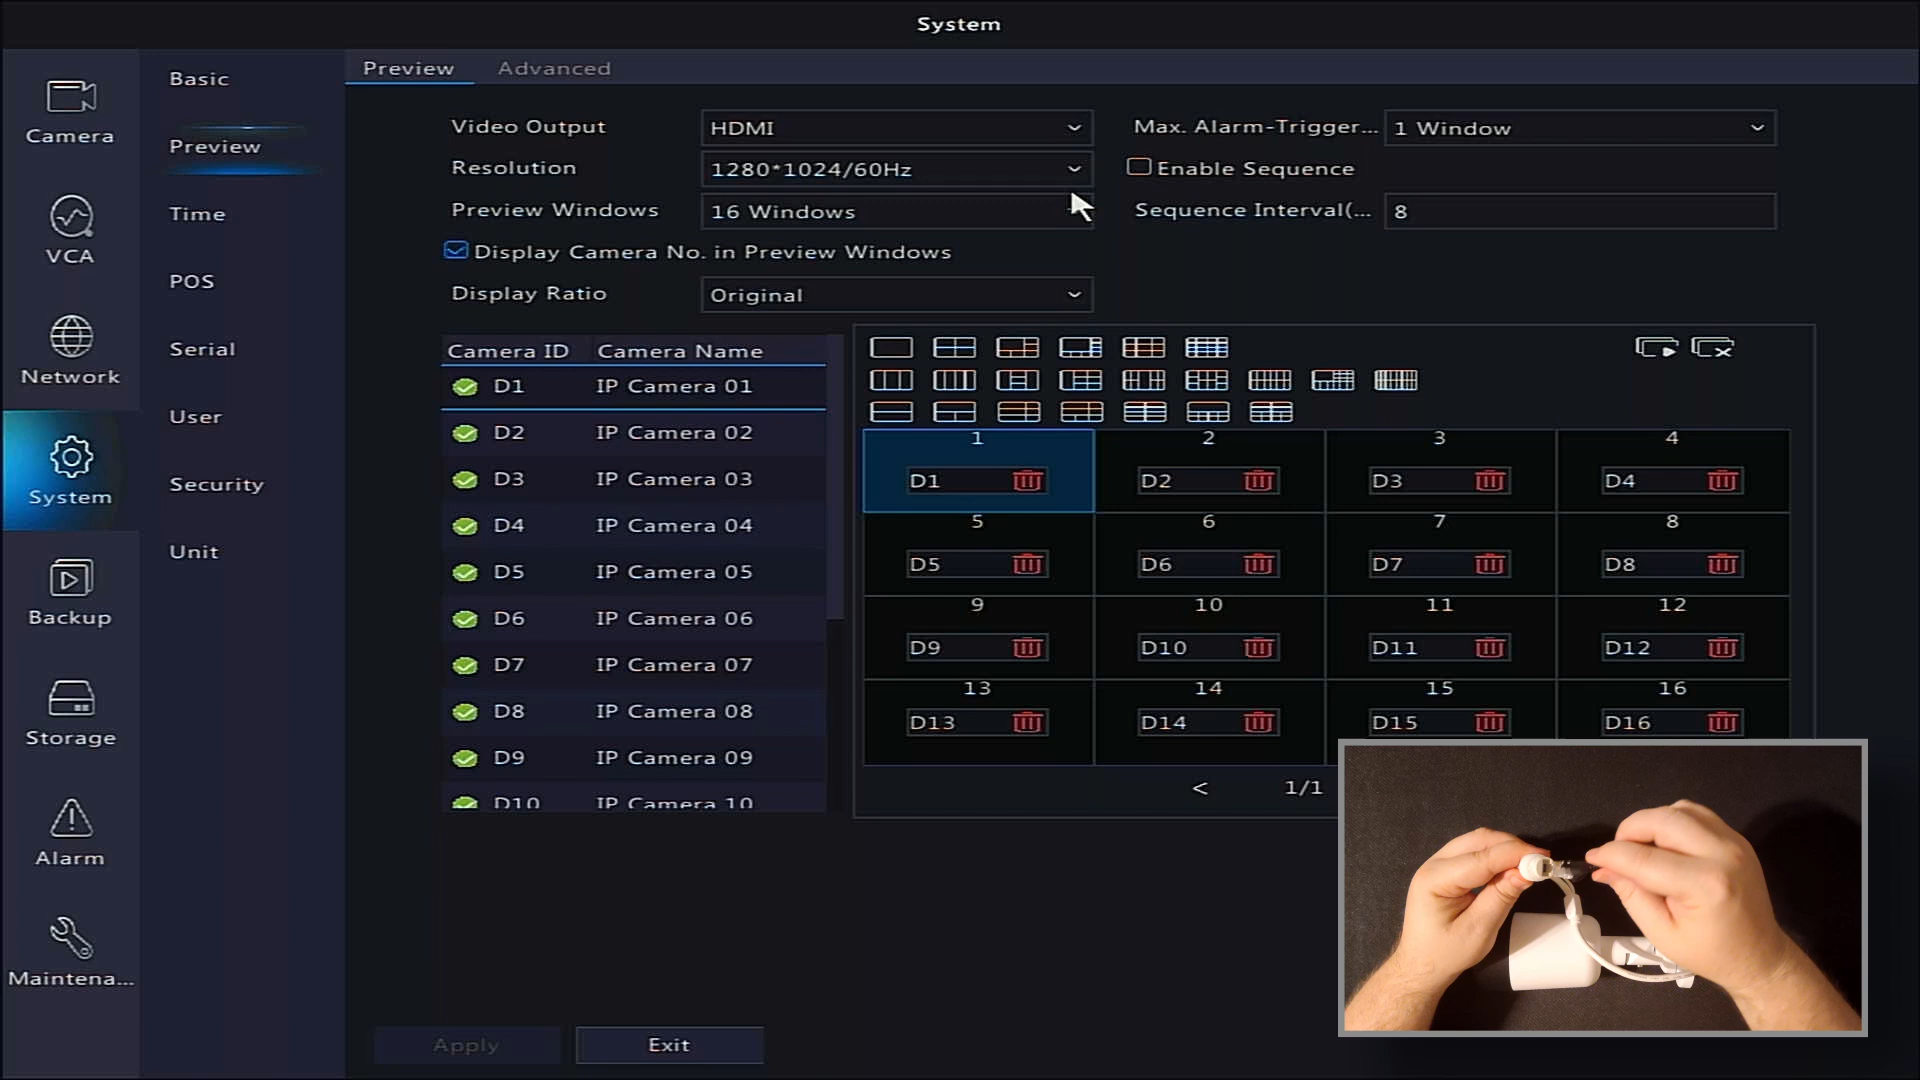 System
Camera
VCA
Network
System
Backup
Storage
Alarm
Maintena...
Basic
Preview
Time
POS
Serial
User
Security
Unit
Preview Advanced
Video Output HDMI
Resolution 1280*1024/60Hz
Preview Windows 16 Windows
Display Camera No. in Preview Windows
Display Ratio Original
Max. Alarm-Trigger... 1 Window
Enable Sequence
Sequence Interval(... 8
Camera ID Camera Name
D1 IP Camera 01
D2 IP Camera 02
D3 IP Camera 03
D4 IP Camera 04
D5 IP Camera 05
D6 IP Camera 06
D7 IP Camera 07
D8 IP Camera 08
D9 IP Camera 09
D10 IP Camera 10
1 2 3 4
D1 D2 D3 D4
5 6 7 8
D5 D6 D7 D8
9 10 11 12
D9 D10 D11 D12
13 14 15 16
D13 D14 D15 D16
< 1/1
Apply Exit